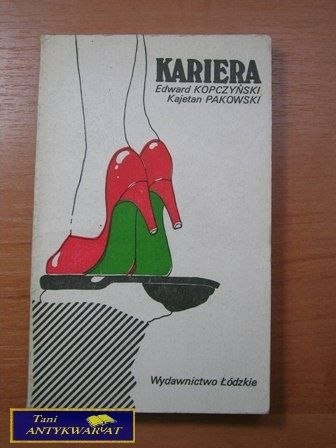 KARIERA
Edward KOPCZYŃSKI
Kajetan PAKOWSKI
Wydawnictwo Łódzkie
Tani
ANTYKWARIAT